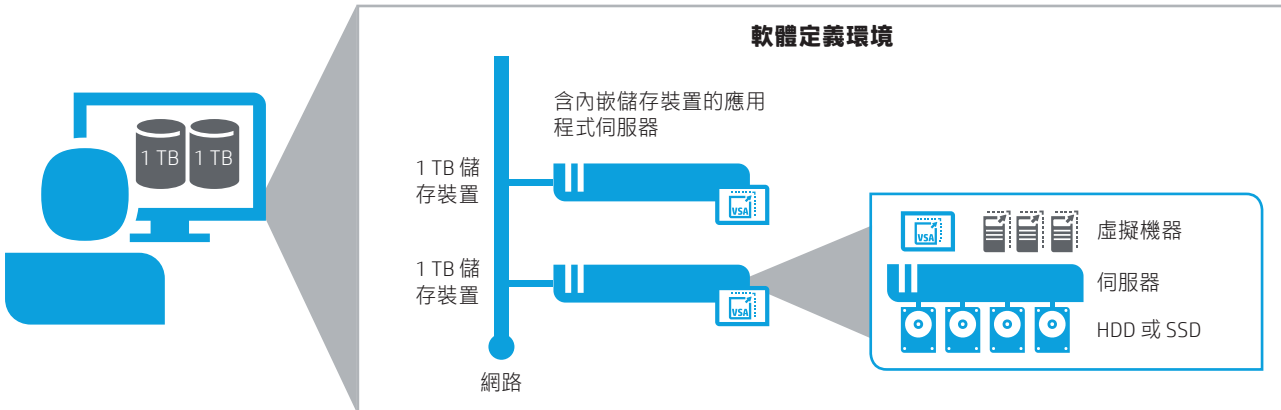 軟體定義環境
1 TB 1 TB
含內嵌儲存裝置的應用
程式伺服器
1 TB 儲
存裝置
VSA
1 TB 儲
存裝置
VSA
網路
VSA
虛擬機器
伺服器
HDD 或 SSD